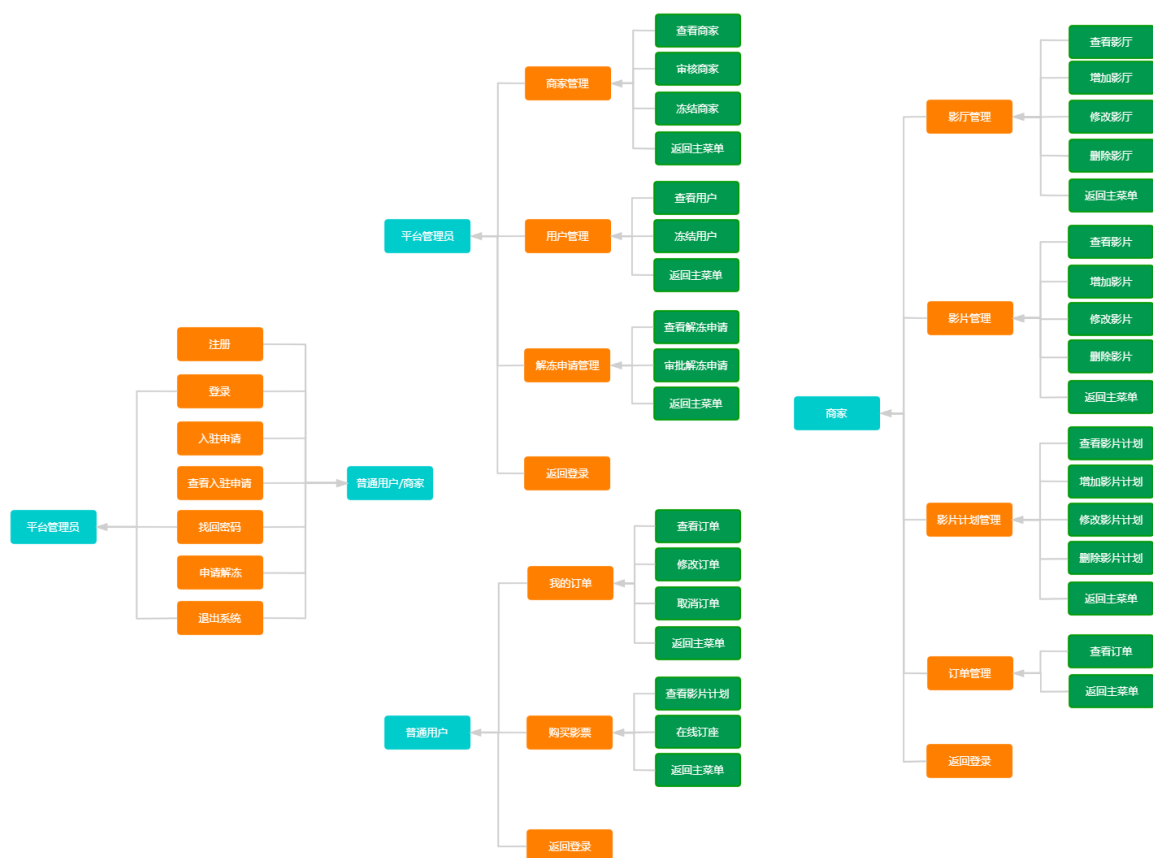 平台管理员
注册
登录
入驻申请
查看入驻申请
找回密码
申请解冻
退出系统
普通用户/商家
平台管理员
商家管理
查看商家
审核商家
冻结商家
返回主菜单
用户管理
查看用户
冻结用户
返回主菜单
解冻申请管理
查看解冻申请
审批解冻申请
返回主菜单
返回登录
普通用户
我的订单
查看订单
修改订单
取消订单
返回主菜单
购买影票
查看影片计划
在线订座
返回主菜单
返回登录
商家
影厅管理
查看影厅
增加影厅
修改影厅
删除影厅
返回主菜单
影片管理
查看影片
增加影片
修改影片
删除影片
返回主菜单
影片计划管理
查看影片计划
增加影片计划
修改影片计划
删除影片计划
返回主菜单
订单管理
查看订单
返回主菜单
返回登录